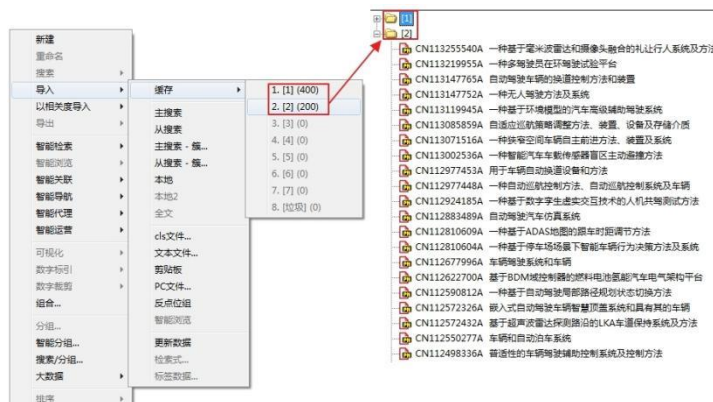 新建
重命名
搜索
导入
以相关度导入
导出
智能检索
智能浏览
智能关联
智能导航
智能代理
智能运营
可视化
数字标引
数字裁剪
组合...
分组...
智能分组...
搜索/分组...
大数据
排序
缓存
主搜索
从搜索
主搜索 - 簇...
从搜索 - 簇...
本地
本地2
全文
cls文件...
文本文件...
剪贴板
PC文件...
反点位组
智能浏览
更新数据
检索式...
标签数据...
1. [1] (400)
2. [2] (200)
3. [3] (0)
4. [4] (0)
5. [5] (0)
6. [6] (0)
7. [7] (0)
8. [垃圾] (0)
[1]
[2]
CN113255540A 一种基于毫米波雷达和摄像头融合的礼让行人系统及方法
CN113219955A 一种多驾驶员在环驾驶试验平台
CN113147765A 自动驾驶车辆的换道控制方法和装置
CN113147752A 一种无人驾驶方法及系统
CN113119945A 一种基于环境模型的汽车高级辅助驾驶系统
CN113085859A 自适应巡航策略调整方法、装置、设备及存储介质
CN113071516A 一种狭窄空间车辆自主前进方法、装置及系统
CN113002536A 一种智能汽车车载传感器盲区主动避撞方法
CN112977453A 用于车辆自动换道设备和方法
CN112977448A 一种自动巡航控制方法、自动巡航控制系统及车辆
CN112924185A 一种基于数字孪生虚实交互技术的人机共驾测试方法
CN112883489A 自动驾驶汽车仿真系统
CN112810609A 一种基于ADAS地图的跟车时距调节方法
CN112810604A 一种基于停车场场景下智能车辆行为决策方法及系统
CN112677996A 车辆驾驶系统和车辆
CN112622700A 基于BDM域控制器的燃料电池氢能汽车电气架构平台
CN112590812A 一种基于自动驾驶局部路径规划状态切换方法
CN112572326A 嵌入式自动驾驶车辆智慧顶盖系统和具有其的车辆
CN112572432A 基于超声波雷达探测路沿的LKA车道保持系统及方法
CN112550277A 车辆和自动泊车系统
CN112498336A 普适性的车辆驾驶辅助控制系统及控制方法